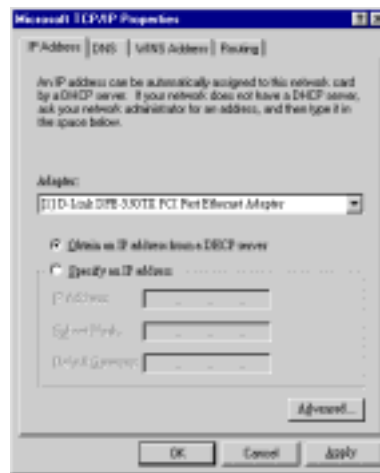 Microsoft TCP/IP Properties
IP Address DNS WINS Address Routing
An IP address can be automatically assigned to this network card
by a DHCP server. If your network does not have a DHCP server,
ask your network administrator for an address, and then type it in
the space below.
Adapter:
D-Link DFE-530TX PCI Fast Ethernet Adapter
Obtain an IP address from a DHCP server
Specify an IP address
IP Address:
Subnet Mask:
Default Gateway:
Advanced...
OK Cancel Apply